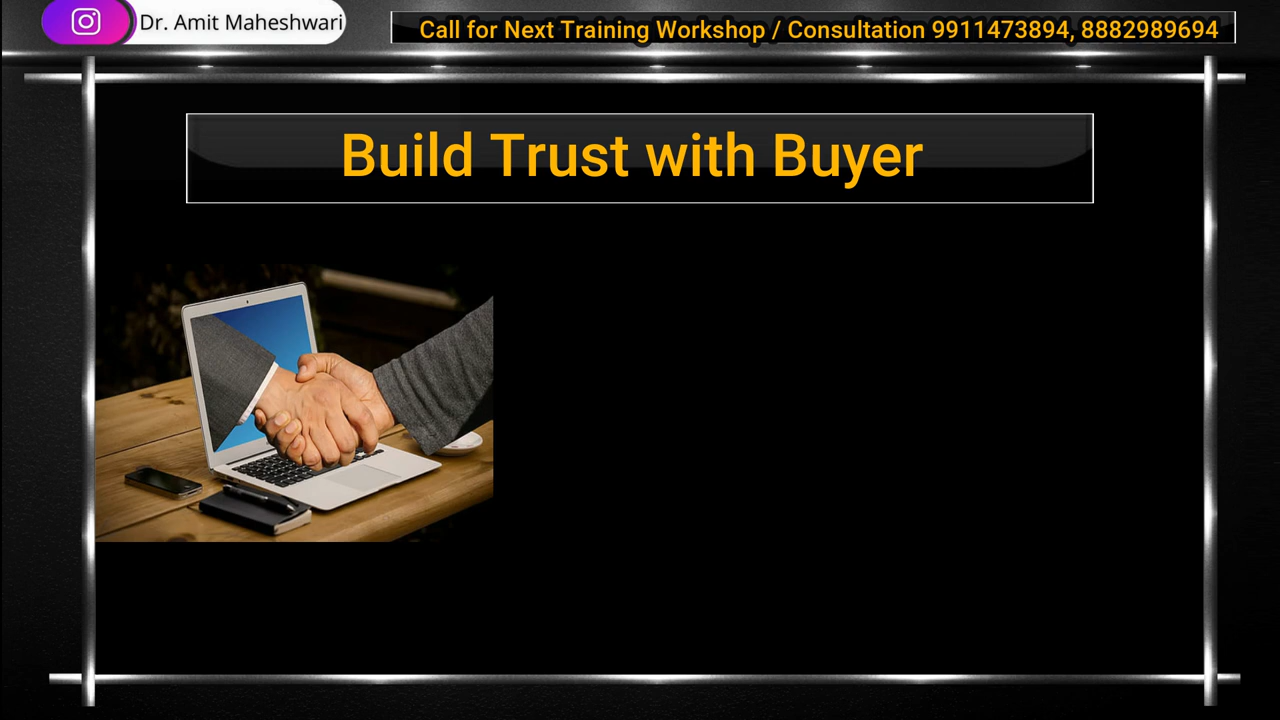 Dr. Amit Maheshwari
Call for Next Training Workshop / Consultation 9911473894, 8882989694
Build Trust with Buyer